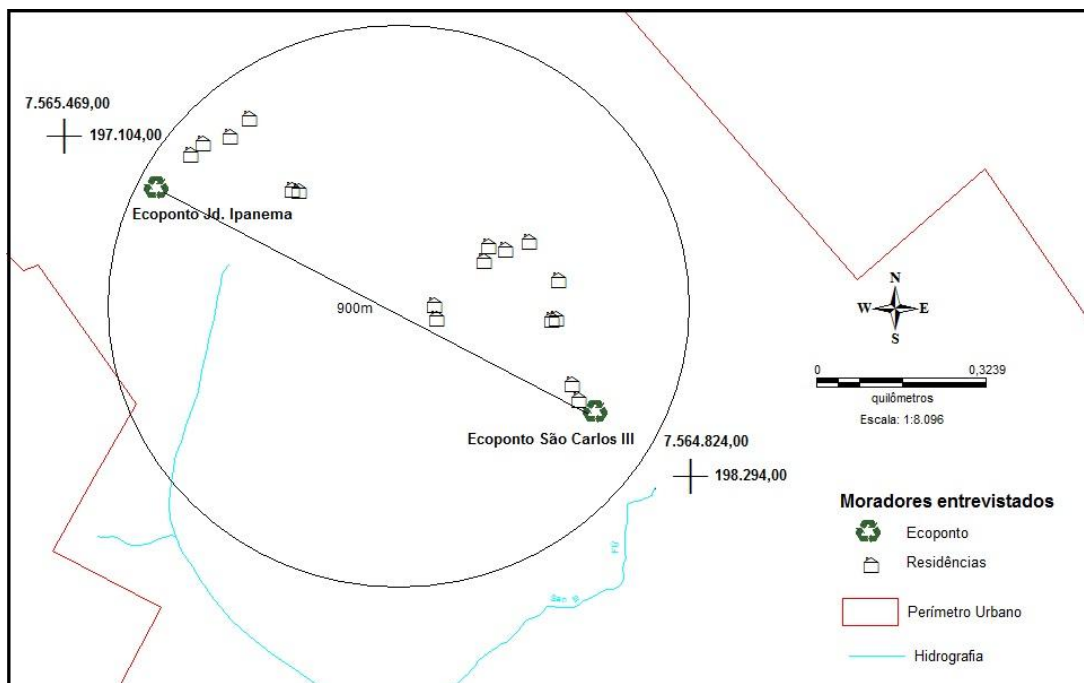 7.565.469,00
197.104,00
Ecoponto Jd. Ipanema
900m
Ecoponto São Carlos III
7.564.824,00
198.294,00
N
W E
S
0 0,3239
quilômetros
Escala: 1:8.096
Moradores entrevistados
Ecoponto
Residências
Perímetro Urbano
Hidrografia